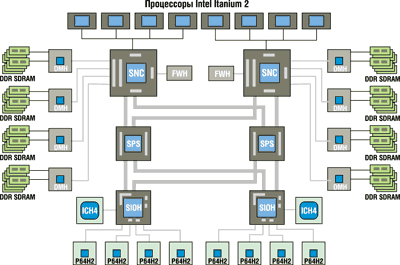 Процессоры Intel Itanium 2
SNC
FWH
FWH
SNC
DMH
DMH
DDR SDRAM
DDR SDRAM
DMH
DMH
DDR SDRAM
DDR SDRAM
DMH
DMH
DDR SDRAM
DDR SDRAM
SPS
SPS
DMH
DMH
DDR SDRAM
DDR SDRAM
ICH4
SIOH
SIOH
ICH4
P64H2
P64H2
P64H2
P64H2
P64H2
P64H2
P64H2
P64H2